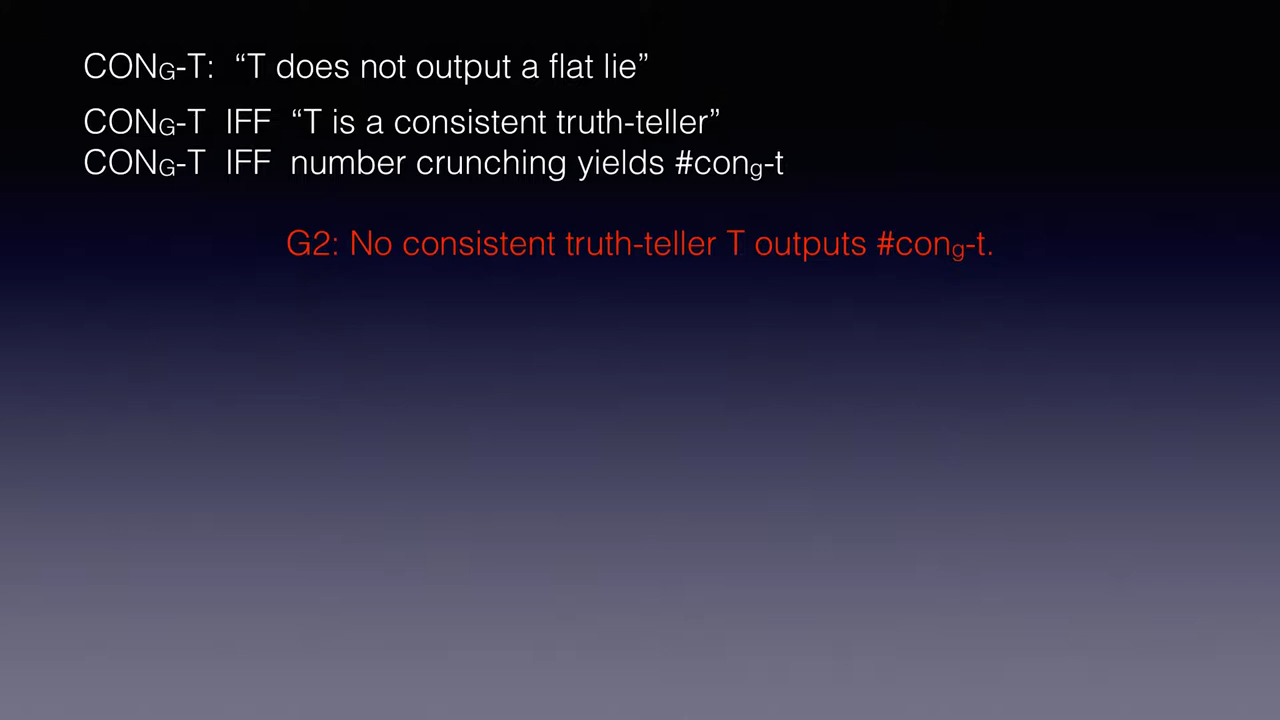 CONG-T: “T does not output a flat lie”
CONG-T IFF “T is a consistent truth-teller”
CONG-T IFF number crunching yields #cong-t
G2: No consistent truth-teller T outputs #cong-t.